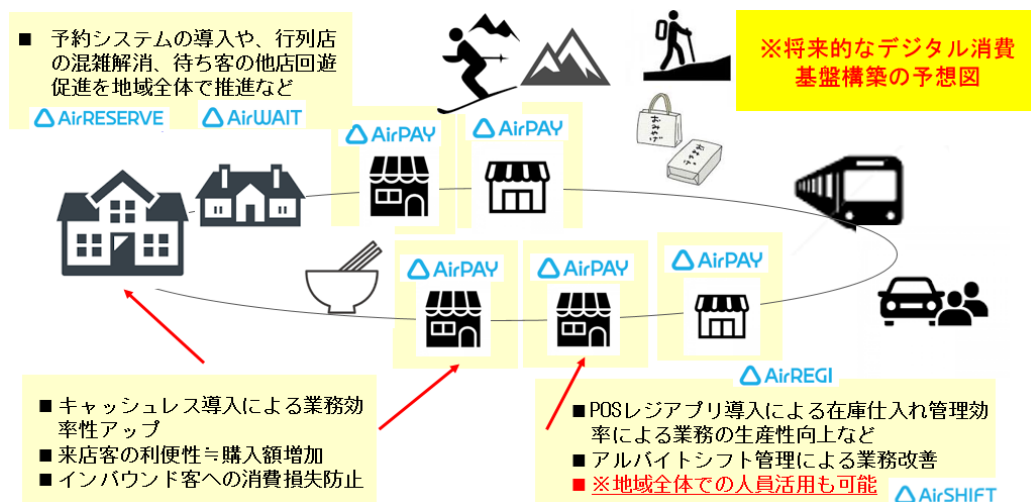 ■ 予約システムの導入や、行列店
の混雑解消、待ち客の他店回遊
促進を地域全体で推進など
AirRESERVE
AirWAIT
※将来的なデジタル消費
基盤構築の予想図
AirPAY
AirPAY
おみやげ
おみやげ
AirPAY
AirPAY
AirPAY
■キャッシュレス導入による業務効
率性アップ
■来店客の利便性≒購入額増加
■インバウンド客への消費損失防止
AirREGI
■POSレジアプリ導入による在庫仕入れ管理効
率による業務の生産性向上など
■アルバイトシフト管理による業務改善
■※地域全体での人員活用も可能
AirSHIFT